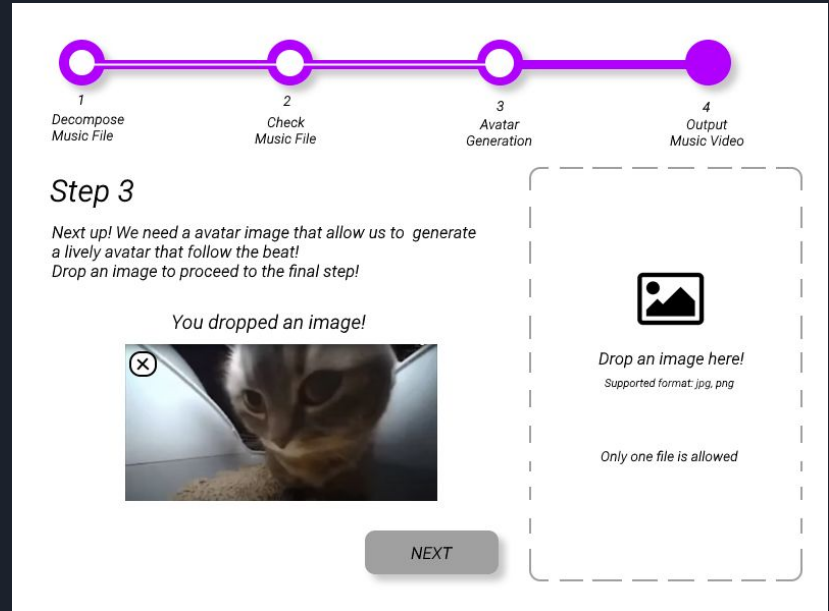 1
Decompose
Music File
2
Check
Music File
3
Avatar
Generation
4
Output
Music Video
Step 3
Next up! We need a avatar image that allow us to generate
a lively avatar that follow the beat!
Drop an image to proceed to the final step!
You dropped an image!
NEXT
Drop an image here!
Supported format: jpg, png
Only one file is allowed